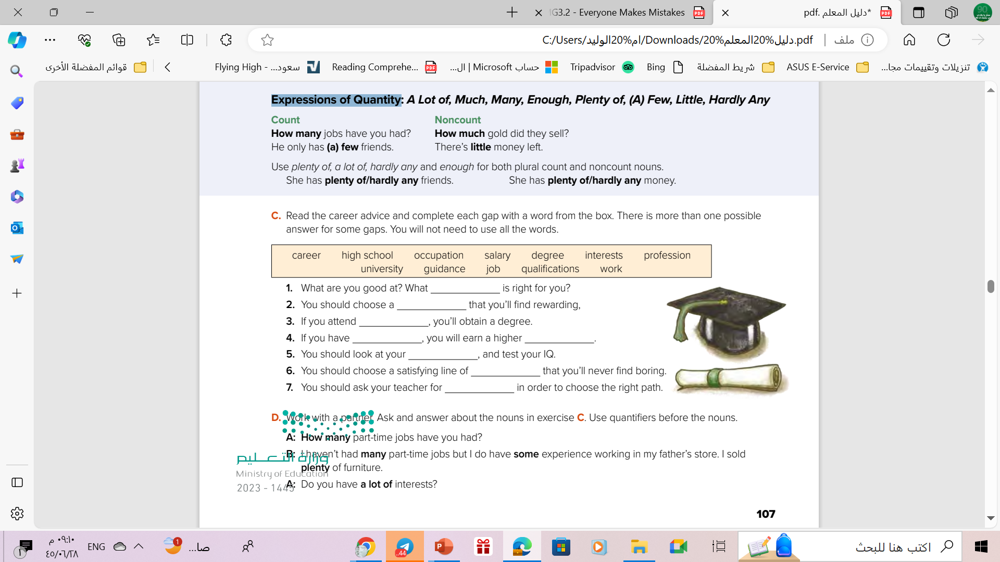 MG3.2 - Everyone Makes Mistakes
*دليل المعلم .pdf
C:/Users/ام%20الوليد/Downloads/دليل%20المعلم%20.pdf
ملف
قوائم المفضلة الأخرى
Flying High - سعود...
Reading Comprehe...
حساب Microsoft | ال...
Tripadvisor
Bing
شريط المفضلة
ASUS E-Service
تنزيلات وتقييمات مجا...
Expressions of Quantity: A Lot of, Much, Many, Enough, Plenty of, (A) Few, Little, Hardly Any
Count Noncount
How many jobs have you had? How much gold did they sell?
He only has (a) few friends. There's little money left.
Use plenty of, a lot of, hardly any and enough for both plural count and noncount nouns.
She has plenty of/hardly any friends. She has plenty of/hardly any money.
C. Read the career advice and complete each gap with a word from the box. There is more than one possible
answer for some gaps. You will not need to use all the words.
career high school occupation salary degree interests profession
university guidance job qualifications work
1. What are you good at? What ____________ is right for you?
2. You should choose a ____________ that you'll find rewarding,
3. If you attend ____________, you'll obtain a degree.
4. If you have ____________, you will earn a higher ____________.
5. You should look at your ____________, and test your IQ.
6. You should choose a satisfying line of ____________ that you'll never find boring.
7. You should ask your teacher for ____________ in order to choose the right path.
D. Work with a partner. Ask and answer about the nouns in exercise C. Use quantifiers before the nouns.
A: How many part-time jobs have you had?
B: I haven't had many part-time jobs but I do have some experience working in my father's store. I sold
plenty of furniture.
A: Do you have a lot of interests?
وزارة التعليم
Ministry of Education
2023 - 1445
107
٠٩:١٠ م
٤٥/٠٦/٢٨
ENG
صا...
اكتب هنا للبحث